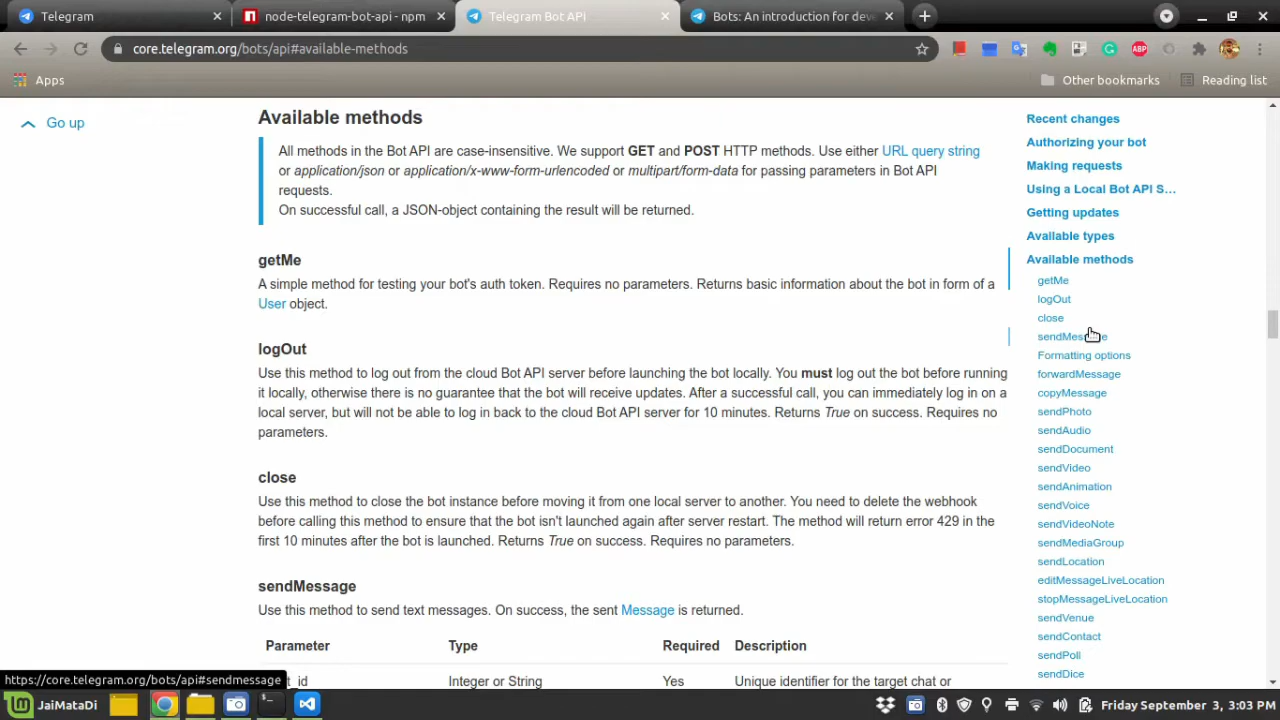 Telegram
node-telegram-bot-api - npm
Telegram Bot API
Bots: An introduction for dev
core.telegram.org/bots/api#available-methods
Apps
Other bookmarks
Reading list
Go up
Available methods
All methods in the Bot API are case-insensitive. We support GET and POST HTTP methods. Use either URL query string
or application/json or application/x-www-form-urlencoded or multipart/form-data for passing parameters in Bot API
requests.
On successful call, a JSON-object containing the result will be returned.
getMe
A simple method for testing your bot's auth token. Requires no parameters. Returns basic information about the bot in form of a
User object.
logOut
Use this method to log out from the cloud Bot API server before launching the bot locally. You must log out the bot before running
it locally, otherwise there is no guarantee that the bot will receive updates. After a successful call, you can immediately log in on a
local server, but will not be able to log in back to the cloud Bot API server for 10 minutes. Returns True on success. Requires no
parameters.
close
Use this method to close the bot instance before moving it from one local server to another. You need to delete the webhook
before calling this method to ensure that the bot isn't launched again after server restart. The method will return error 429 in the
first 10 minutes after the bot is launched. Returns True on success. Requires no parameters.
sendMessage
Use this method to send text messages. On success, the sent Message is returned.
Parameter Type Required Description
t_id Integer or String Yes Unique identifier for the target chat or
Recent changes
Authorizing your bot
Making requests
Using a Local Bot API S...
Getting updates
Available types
Available methods
getMe
logOut
close
sendMessage
Formatting options
forwardMessage
copyMessage
sendPhoto
sendAudio
sendDocument
sendVideo
sendAnimation
sendVoice
sendVideoNote
sendMediaGroup
sendLocation
editMessageLiveLocation
stopMessageLiveLocation
sendVenue
sendContact
sendPoll
sendDice
https://core.telegram.org/bots/api#sendmessage
JaiMataDi
Friday September 3, 3:03 PM